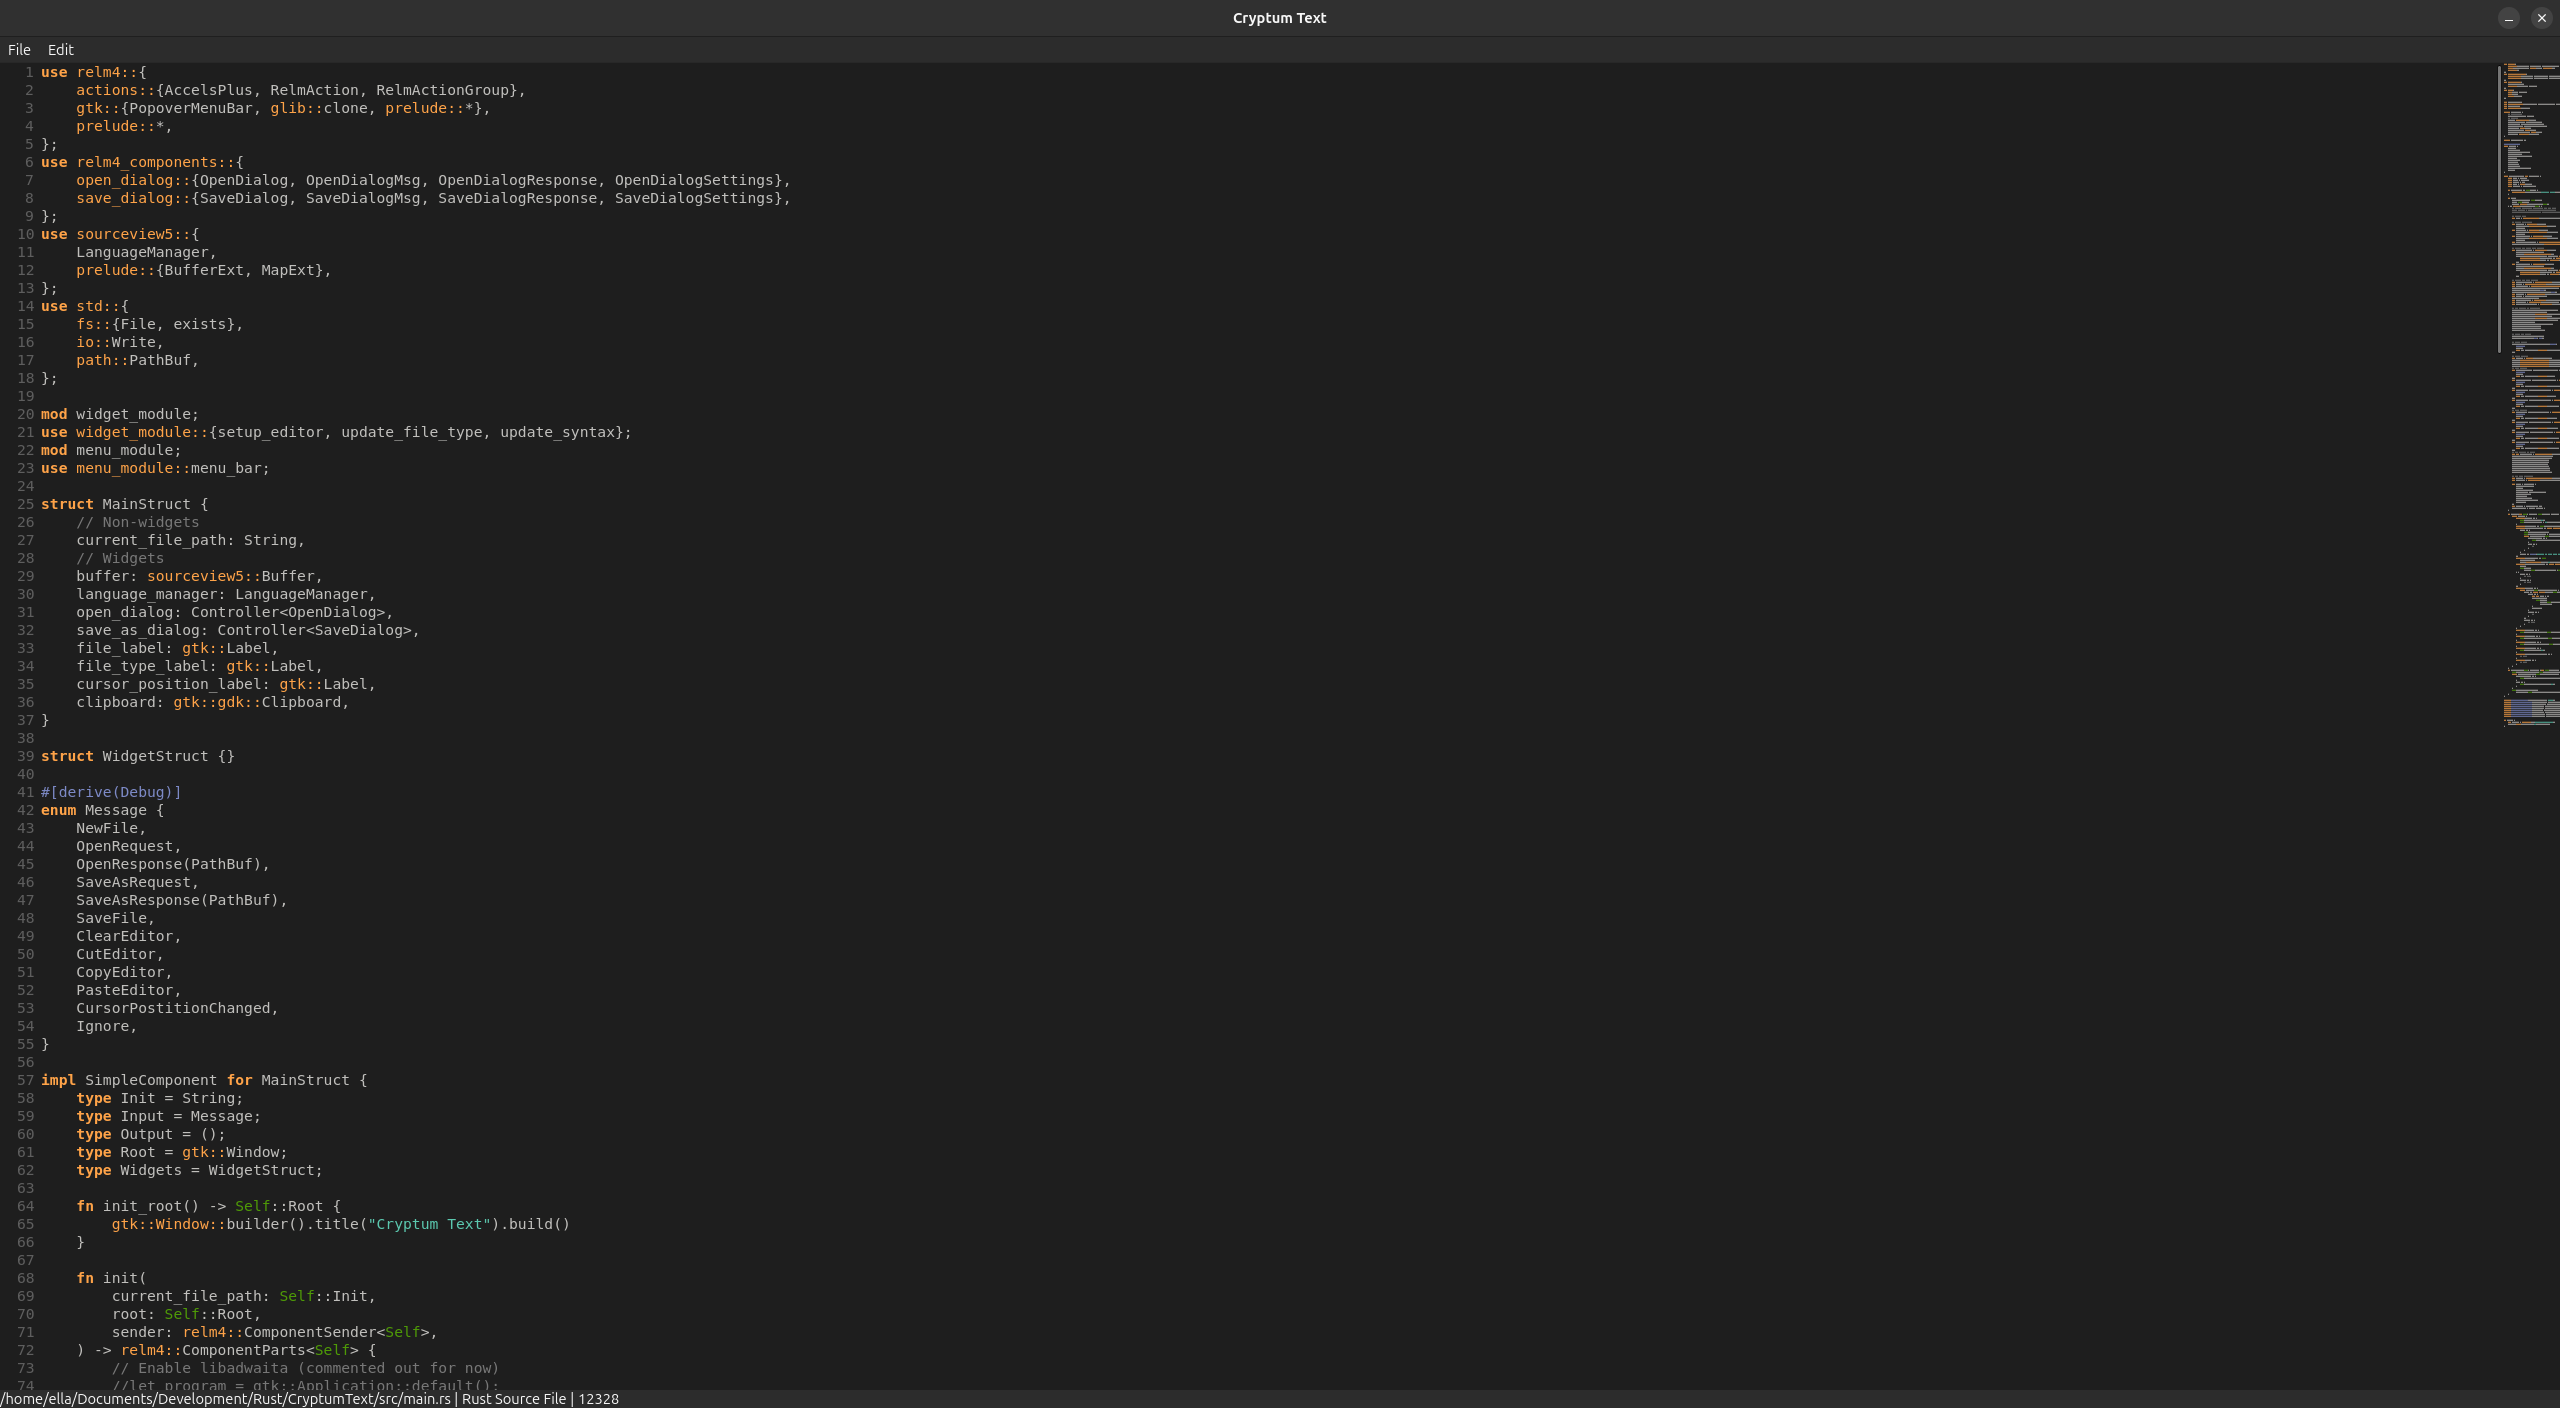 Cryptum Text
File Edit
1 use relm4::{
2     actions::{AccelsPlus, RelmAction, RelmActionGroup},
3     gtk::{PopoverMenuBar, glib::clone, prelude::*},
4     prelude::*,
5 };
6 use relm4_components::{
7     open_dialog::{OpenDialog, OpenDialogMsg, OpenDialogResponse, OpenDialogSettings},
8     save_dialog::{SaveDialog, SaveDialogMsg, SaveDialogResponse, SaveDialogSettings},
9 };
10 use sourceview5::{
11     LanguageManager,
12     prelude::{BufferExt, MapExt},
13 };
14 use std::{
15     fs::{File, exists},
16     io::Write,
17     path::PathBuf,
18 };
19
20 mod widget_module;
21 use widget_module::{setup_editor, update_file_type, update_syntax};
22 mod menu_module;
23 use menu_module::menu_bar;
24
25 struct MainStruct {
26     // Non-widgets
27     current_file_path: String,
28     // Widgets
29     buffer: sourceview5::Buffer,
30     language_manager: LanguageManager,
31     open_dialog: Controller<OpenDialog>,
32     save_as_dialog: Controller<SaveDialog>,
33     file_label: gtk::Label,
34     file_type_label: gtk::Label,
35     cursor_position_label: gtk::Label,
36     clipboard: gtk::gdk::Clipboard,
37 }
38
39 struct WidgetStruct {}
40
41 #[derive(Debug)]
42 enum Message {
43     NewFile,
44     OpenRequest,
45     OpenResponse(PathBuf),
46     SaveAsRequest,
47     SaveAsResponse(PathBuf),
48     SaveFile,
49     ClearEditor,
50     CutEditor,
51     CopyEditor,
52     PasteEditor,
53     CursorPostitionChanged,
54     Ignore,
55 }
56
57 impl SimpleComponent for MainStruct {
58     type Init = String;
59     type Input = Message;
60     type Output = ();
61     type Root = gtk::Window;
62     type Widgets = WidgetStruct;
63
64     fn init_root() -> Self::Root {
65         gtk::Window::builder().title("Cryptum Text").build()
66     }
67
68     fn init(
69         current_file_path: Self::Init,
70         root: Self::Root,
71         sender: relm4::ComponentSender<Self>,
72     ) -> relm4::ComponentParts<Self> {
73         // Enable libadwaita (commented out for now)
74         //let program = gtk::Application::default();
/home/ella/Documents/Development/Rust/CryptumText/src/main.rs | Rust Source File | 12328